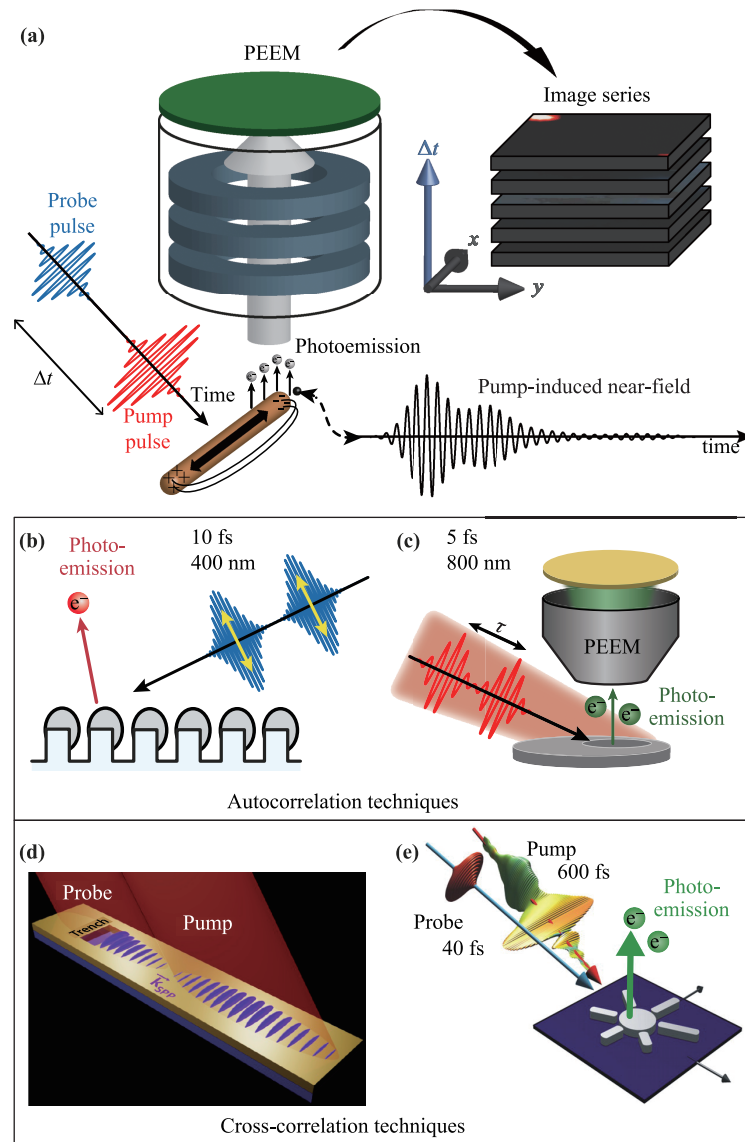 (a)
PEEM
Image series
Δt
x
y
Probe
pulse
Δt
Pump
pulse
Time
Photoemission
e⁻ e⁻ e⁻ e⁻
Pump-induced near-field
time
(b)
Photo-
emission
e⁻
10 fs
400 nm
(c)
5 fs
800 nm
τ
PEEM
e⁻ e⁻
Photo-
emission
Autocorrelation techniques
(d)
Probe
Pump
Trench
k⃗SPP
(e)
Pump
600 fs
Probe
40 fs
Photo-
emission
e⁻
e⁻
Cross-correlation techniques